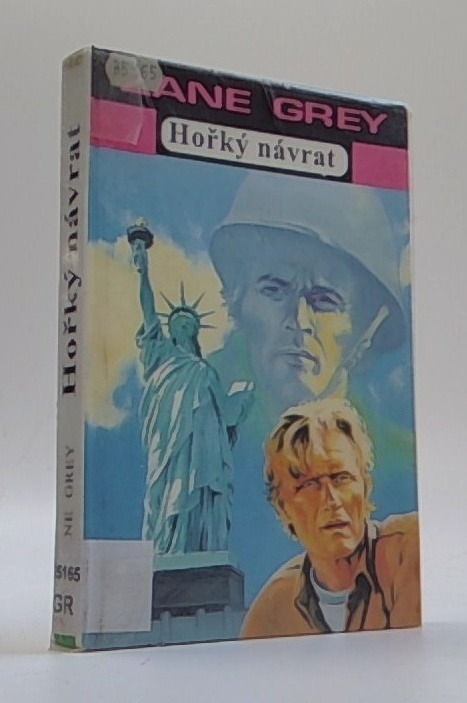 ANE GREY
Hořký návrat
Hořký návrat
NE GREY
5165
GR